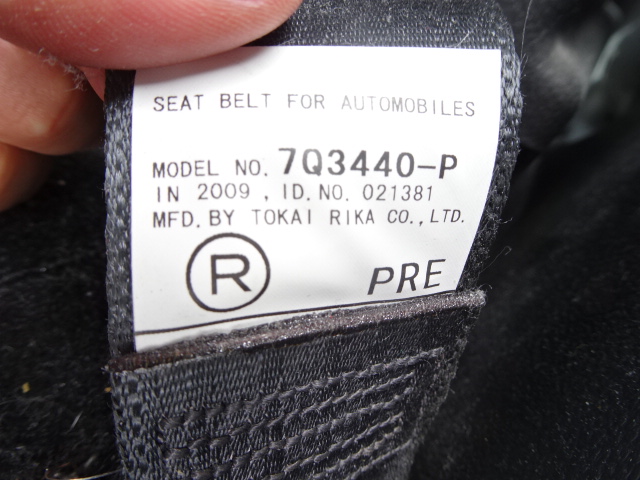 SEAT BELT FOR AUTOMOBILES
MODEL NO. 7Q3440-P
IN 2009 , ID. NO. 021381
MFD. BY TOKAI RIKA CO., LTD.
R PRE